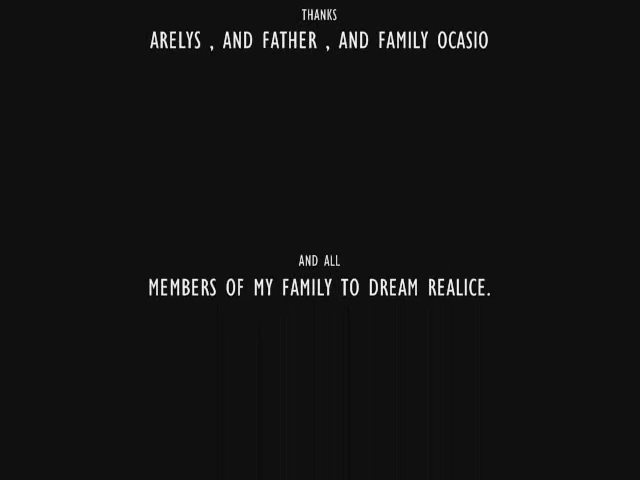 THANKS
ARELYS , AND FATHER , AND FAMILY OCASIO
AND ALL
MEMBERS OF MY FAMILY TO DREAM REALICE.